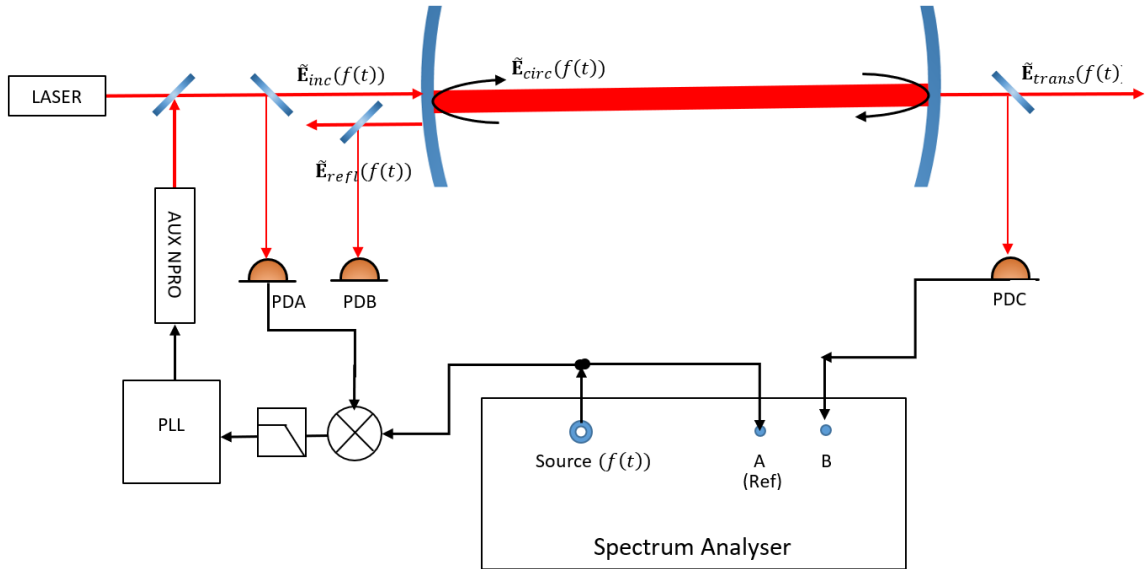 LASER
Ẽinc(f(t))
Ẽcirc(f(t))
Ẽtrans(f(t))
Ẽrefl(f(t))
AUX NPRO
PDA
PDB
PDC
PLL
Source (f(t))
A
(Ref)
B
Spectrum Analyser